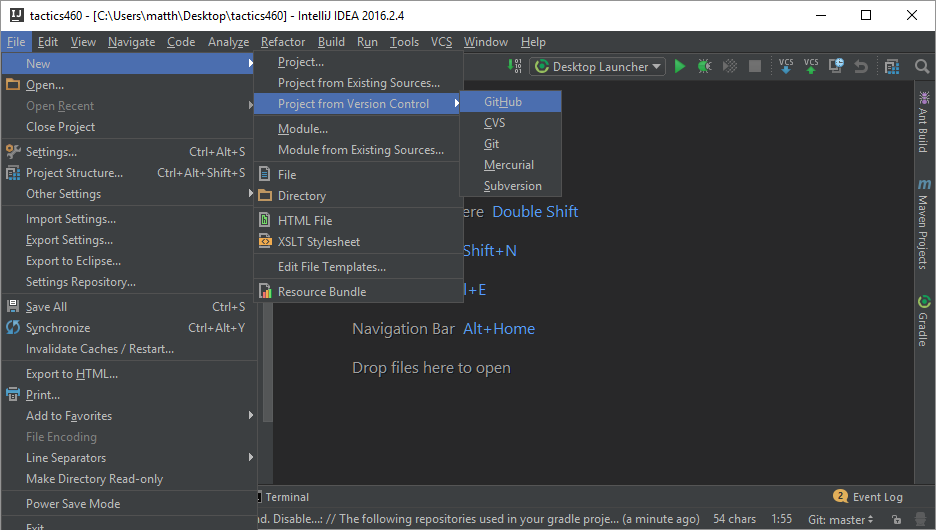 tactics460 - [C:\Users\matth\Desktop\tactics460] - IntelliJ IDEA 2016.2.4
File Edit View Navigate Code Analyze Refactor Build Run Tools VCS Window Help
Desktop Launcher
VCS VCS
New
Open...
Open Recent
Close Project
Settings... Ctrl+Alt+S
Project Structure... Ctrl+Alt+Shift+S
Other Settings
Import Settings...
Export Settings...
Export to Eclipse...
Settings Repository...
Save All Ctrl+S
Synchronize Ctrl+Alt+Y
Invalidate Caches / Restart...
Export to HTML...
Print...
Add to Favorites
File Encoding
Line Separators
Make Directory Read-only
Power Save Mode
Exit
Project...
Project from Existing Sources...
Project from Version Control
Module...
Module from Existing Sources...
File
Directory
HTML File
XSLT Stylesheet
Edit File Templates...
Resource Bundle
GitHub
CVS
Git
Mercurial
Subversion
ere Double Shift
Shift+N
+E
Navigation Bar Alt+Home
Drop files here to open
Ant Build
m
Maven Projects
Gradle
Terminal
2 Event Log
nd. Disable...: // The following repositories used in your gradle proje... (a minute ago) 54 chars 1:55 Git: master